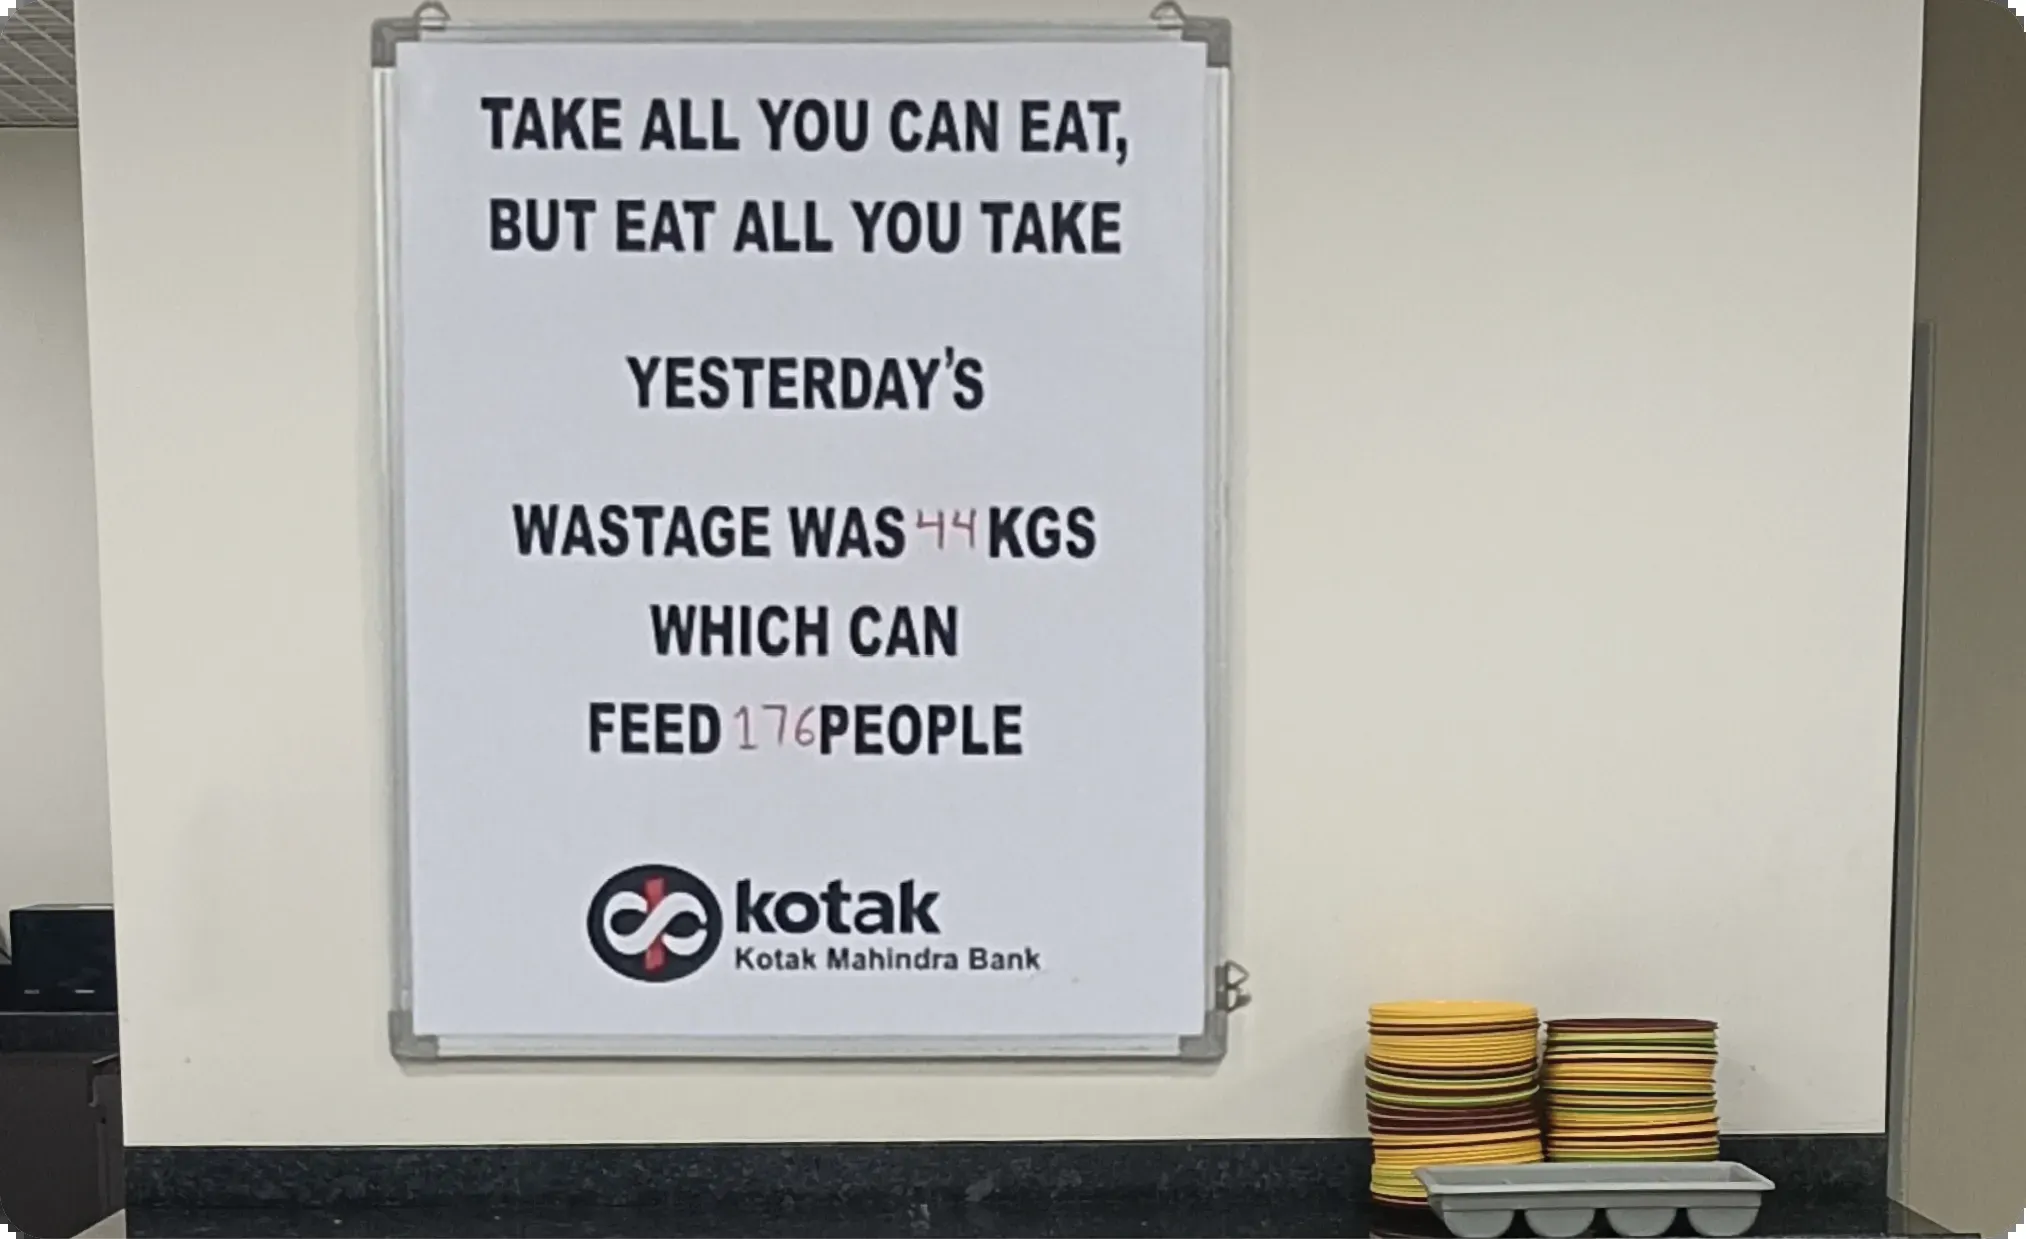 TAKE ALL YOU CAN EAT,
BUT EAT ALL YOU TAKE
YESTERDAY'S
WASTAGE WAS 44 KGS
WHICH CAN
FEED 176 PEOPLE
kotak
Kotak Mahindra Bank